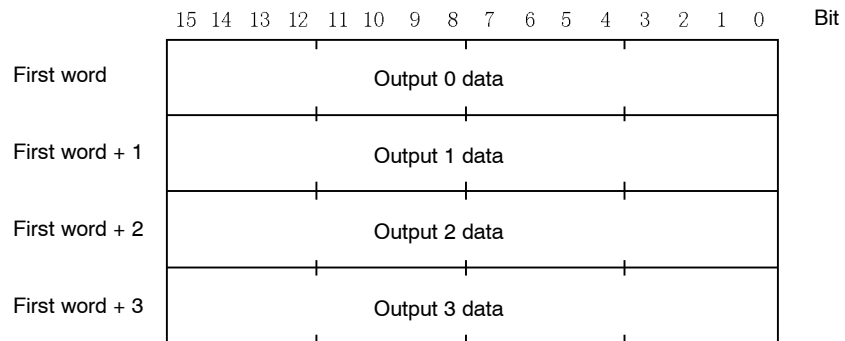 15 14 13 12 11 10 9 8 7 6 5 4 3 2 1 0 Bit
First word Output 0 data
First word + 1 Output 1 data
First word + 2 Output 2 data
First word + 3 Output 3 data